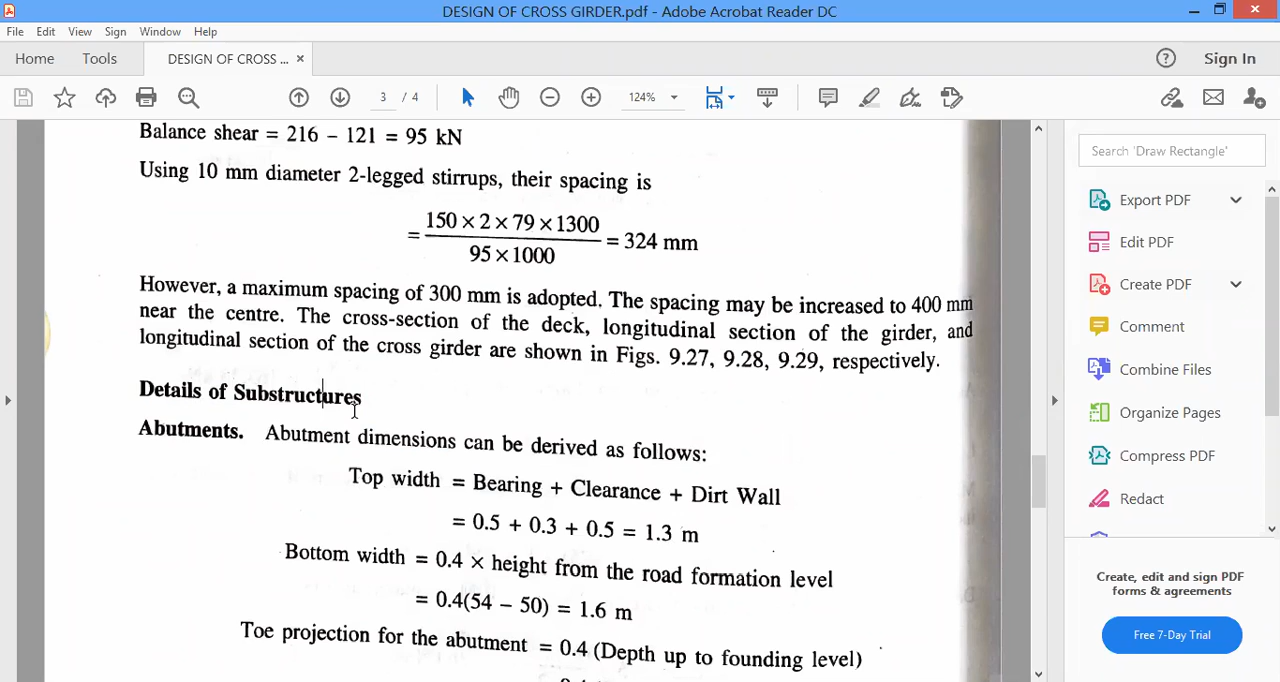 DESIGN OF CROSS GIRDER.pdf - Adobe Acrobat Reader DC
File Edit View Sign Window Help
Home Tools DESIGN OF CROSS ... × Sign In
3 / 4 124%
Balance shear = 216 − 121 = 95 kN
Using 10 mm diameter 2-legged stirrups, their spacing is
= 150 × 2 × 79 × 1300 / 95 × 1000 = 324 mm
However, a maximum spacing of 300 mm is adopted. The spacing may be increased to 400 mm
near the centre. The cross-section of the deck, longitudinal section of the girder, and
longitudinal section of the cross girder are shown in Figs. 9.27, 9.28, 9.29, respectively.
Details of Substructures
Abutments. Abutment dimensions can be derived as follows:
Top width = Bearing + Clearance + Dirt Wall
= 0.5 + 0.3 + 0.5 = 1.3 m
Bottom width = 0.4 × height from the road formation level
= 0.4(54 − 50) = 1.6 m
Toe projection for the abutment = 0.4 (Depth up to founding level)
Search 'Draw Rectangle'
Export PDF
Edit PDF
Create PDF
Comment
Combine Files
Organize Pages
Compress PDF
Redact
Create, edit and sign PDF
forms & agreements
Free 7-Day Trial